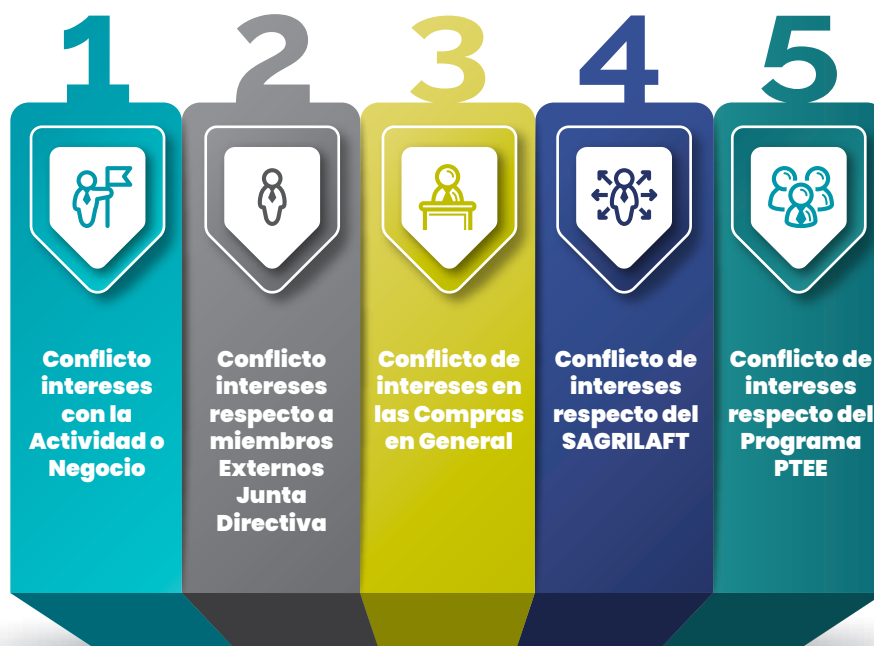 1
Conflicto
intereses
con la
Actividad o
Negocio
2
Conflicto
intereses
respecto a
miembros
Externos
Junta
Directiva
3
Conflicto de
intereses en
las Compras
en General
4
Conflicto de
intereses
respecto del
SAGRILAFT
5
Conflicto de
intereses
respecto del
Programa
PTEE